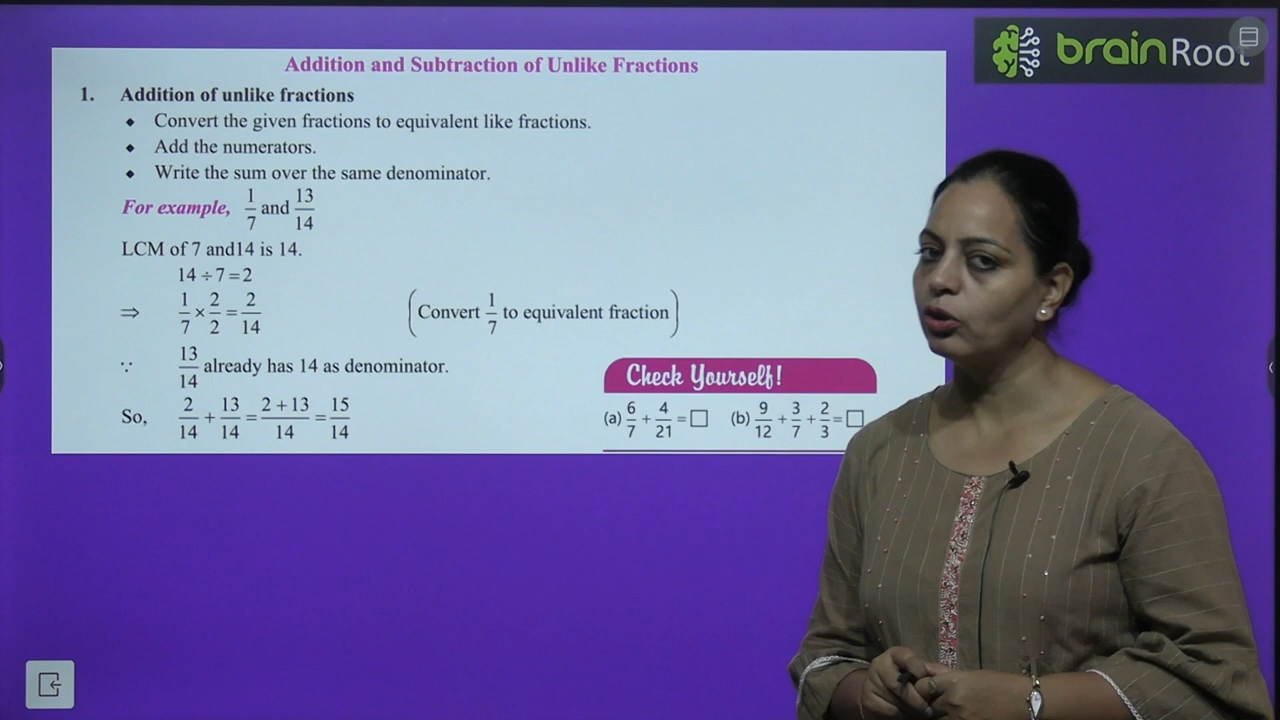 brainRoot
Addition and Subtraction of Unlike Fractions
1. Addition of unlike fractions
◆ Convert the given fractions to equivalent like fractions.
◆ Add the numerators.
◆ Write the sum over the same denominator.
For example, 1/7 and 13/14
LCM of 7 and14 is 14.
14 ÷ 7 = 2
⇒ 1/7 × 2/2 = 2/14 (Convert 1/7 to equivalent fraction)
∵ 13/14 already has 14 as denominator.
So, 2/14 + 13/14 = (2 + 13)/14 = 15/14
Check Yourself!
(a) 6/7 + 4/21 = □ (b) 9/12 + 3/7 + 2/3 = □